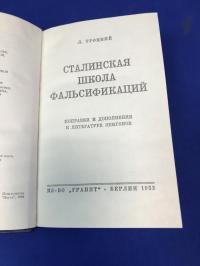 Л. ТРОЦКИЙ
СТАЛИНСКАЯ
ШКОЛА
ФАЛЬСИФИКАЦИЙ
ПОПРАВКИ И ДОПОЛНЕНИЯ
К ЛИТЕРАТУРЕ ЭПИГОНОВ
ИЗ-ВО „ГРАНИТ" - БЕРЛИН 1932